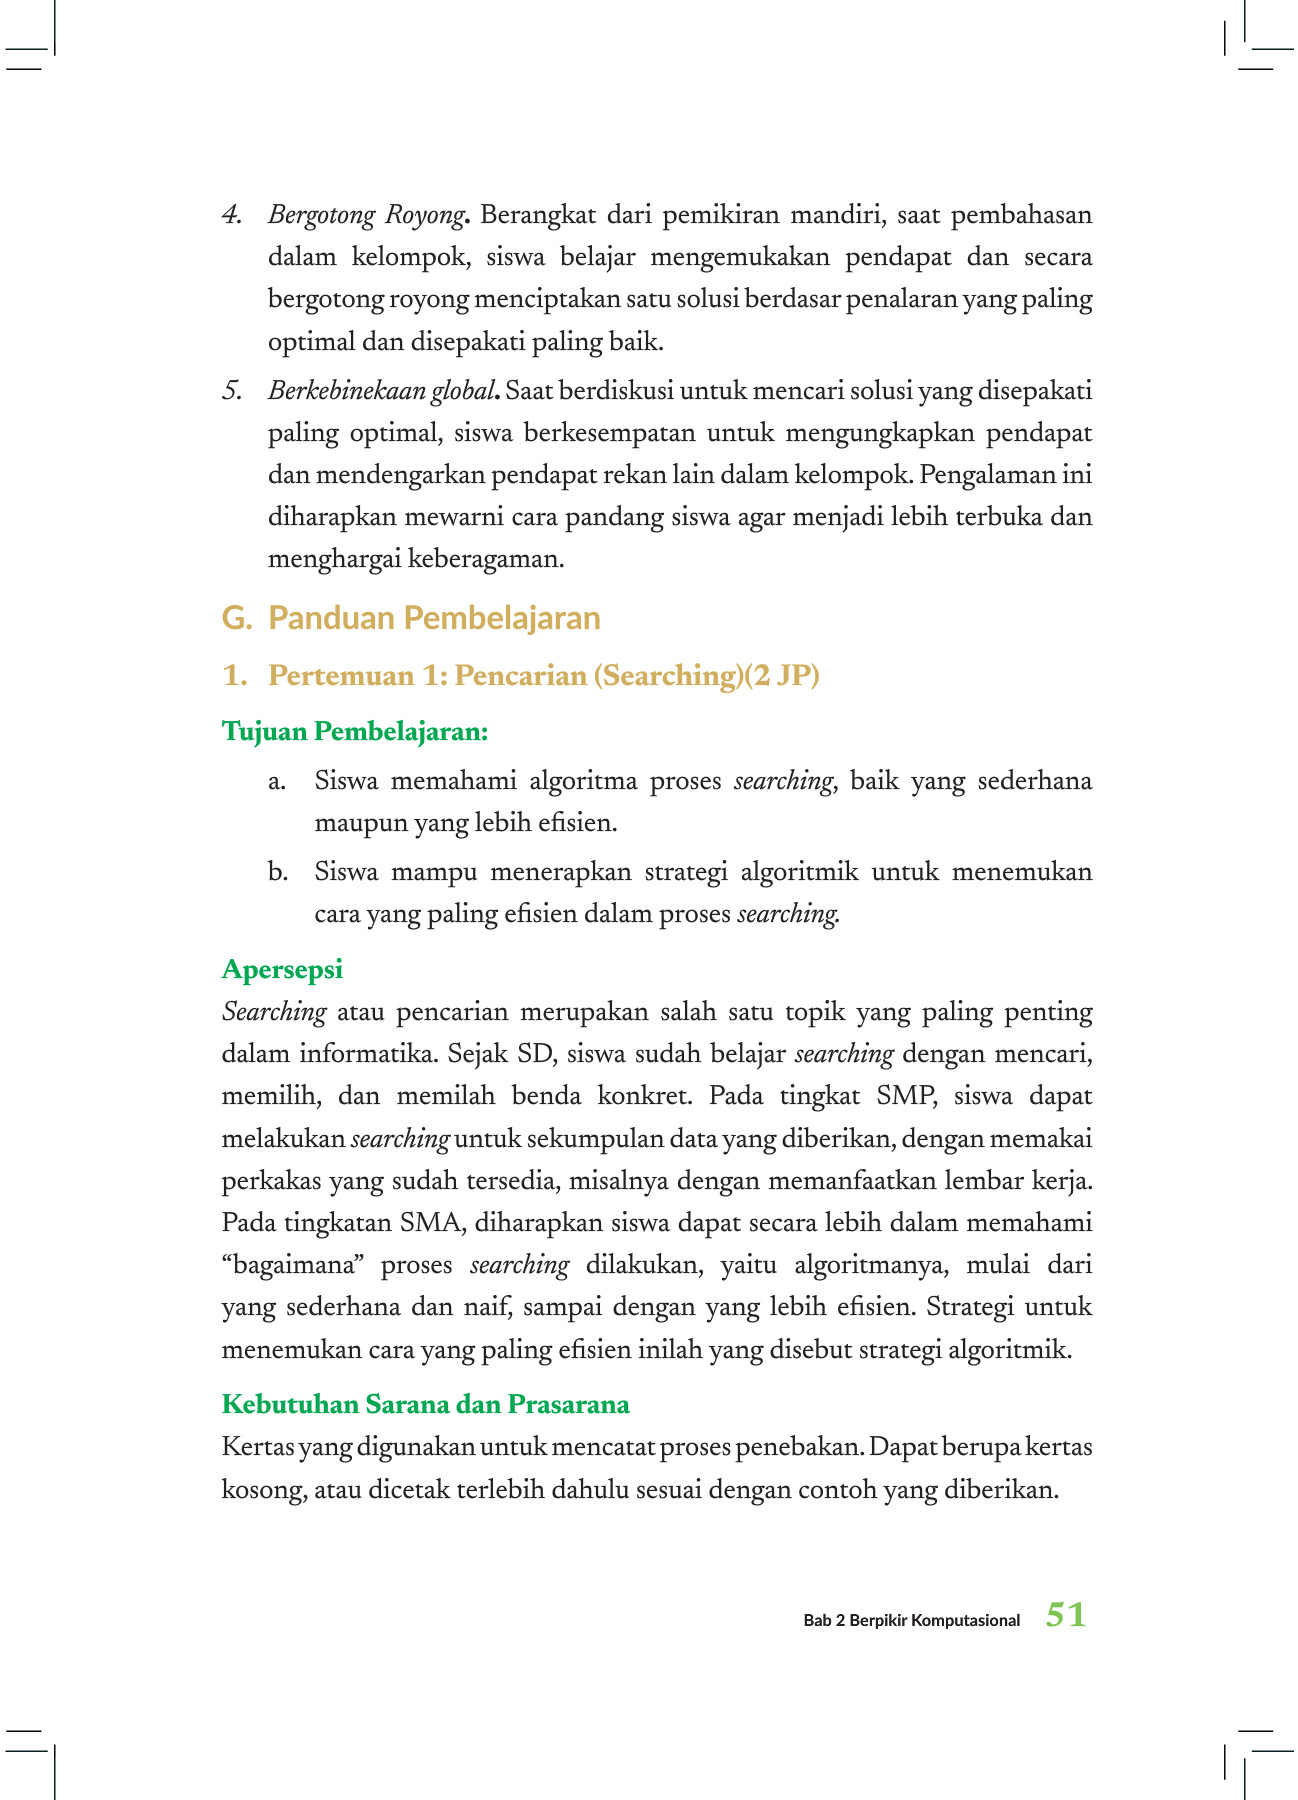 4. Bergotong Royong. Berangkat dari pemikiran mandiri, saat pembahasan
dalam kelompok, siswa belajar mengemukakan pendapat dan secara
bergotong royong menciptakan satu solusi berdasar penalaran yang paling
optimal dan disepakati paling baik.
5. Berkebinekaan global. Saat berdiskusi untuk mencari solusi yang disepakati
paling optimal, siswa berkesempatan untuk mengungkapkan pendapat
dan mendengarkan pendapat rekan lain dalam kelompok. Pengalaman ini
diharapkan mewarni cara pandang siswa agar menjadi lebih terbuka dan
menghargai keberagaman.
G. Panduan Pembelajaran
1. Pertemuan 1: Pencarian (Searching)(2 JP)
Tujuan Pembelajaran:
a. Siswa memahami algoritma proses searching, baik yang sederhana
maupun yang lebih efisien.
b. Siswa mampu menerapkan strategi algoritmik untuk menemukan
cara yang paling efisien dalam proses searching.
Apersepsi
Searching atau pencarian merupakan salah satu topik yang paling penting
dalam informatika. Sejak SD, siswa sudah belajar searching dengan mencari,
memilih, dan memilah benda konkret. Pada tingkat SMP, siswa dapat
melakukan searching untuk sekumpulan data yang diberikan, dengan memakai
perkakas yang sudah tersedia, misalnya dengan memanfaatkan lembar kerja.
Pada tingkatan SMA, diharapkan siswa dapat secara lebih dalam memahami
“bagaimana” proses searching dilakukan, yaitu algoritmanya, mulai dari
yang sederhana dan naif, sampai dengan yang lebih efisien. Strategi untuk
menemukan cara yang paling efisien inilah yang disebut strategi algoritmik.
Kebutuhan Sarana dan Prasarana
Kertas yang digunakan untuk mencatat proses penebakan. Dapat berupa kertas
kosong, atau dicetak terlebih dahulu sesuai dengan contoh yang diberikan.
Bab 2 Berpikir Komputasional 51